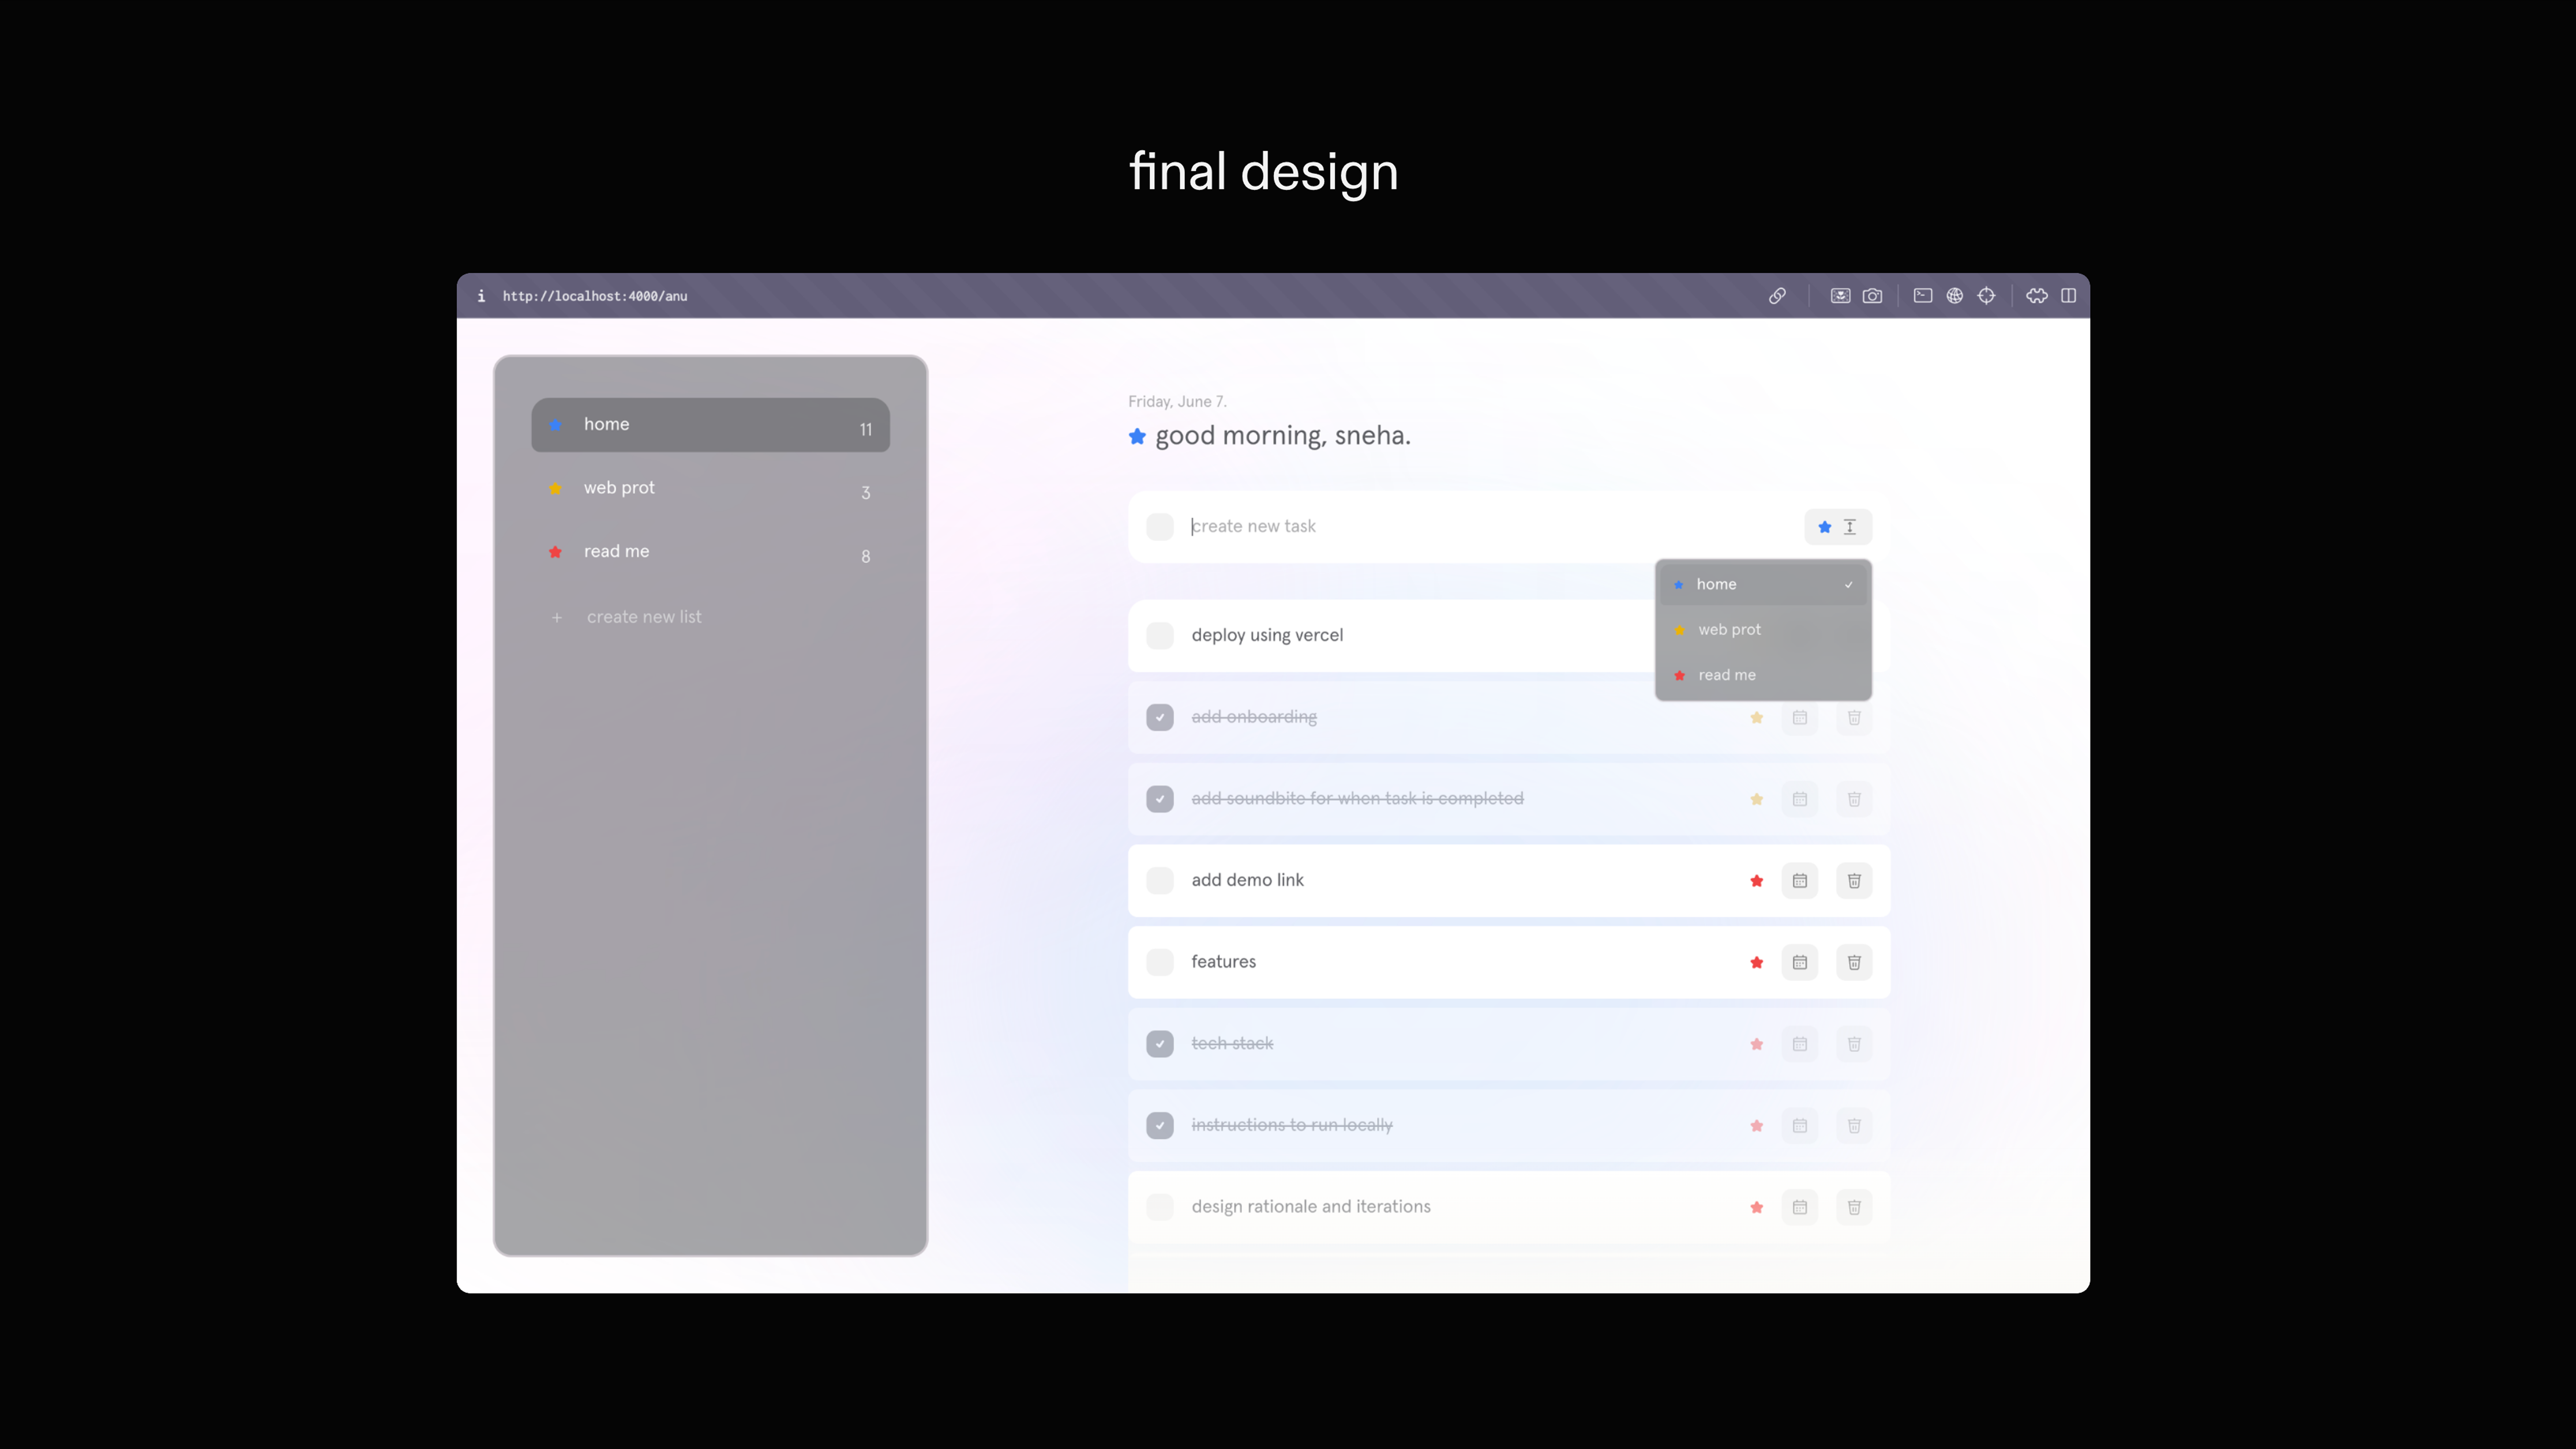 final design
i http://localhost:4000/anu
home 11
web prot 3
read me 8
+ create new list
Friday, June 7.
good morning, sneha.
create new task
home
web prot
read me
deploy using vercel
add onboarding
add soundbite for when task is completed
add demo link
features
tech stack
instructions to run locally
design rationale and iterations